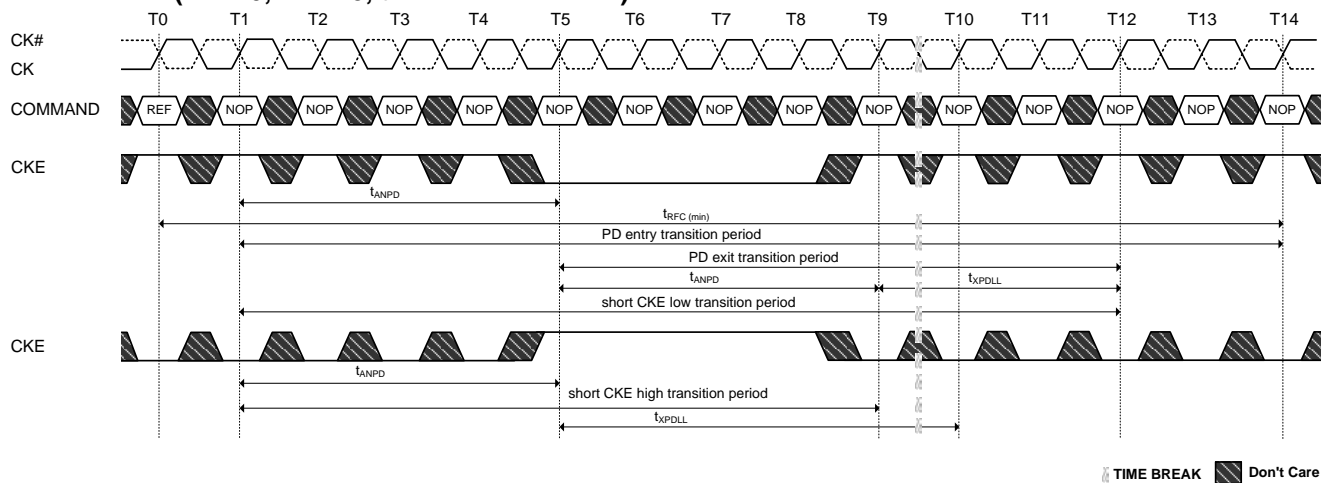 T0 T1 T2 T3 T4 T5 T6 T7 T8 T9 T10 T11 T12 T13 T14
CK#
CK
COMMAND REF NOP NOP NOP NOP NOP NOP NOP NOP NOP NOP NOP NOP NOP NOP
CKE
tANPD
tRFC (min)
PD entry transition period
PD exit transition period
tANPD tXPDLL
short CKE low transition period
CKE
tANPD
short CKE high transition period
tXPDLL
TIME BREAK Don't Care